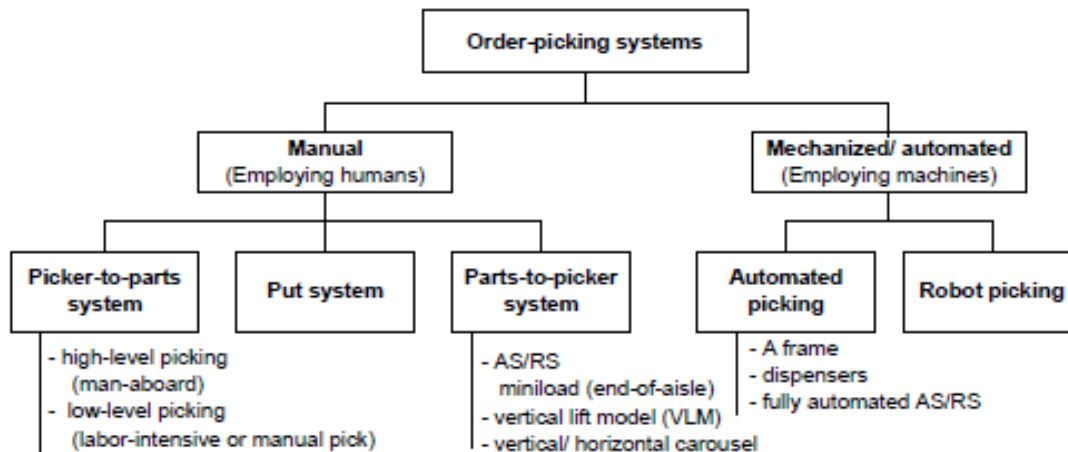 Order-picking systems
Manual
(Employing humans)
Mechanized/ automated
(Employing machines)
Picker-to-parts
system
Put system
Parts-to-picker
system
Automated
picking
Robot picking
- high-level picking
(man-aboard)
- low-level picking
(labor-intensive or manual pick)
- AS/RS
miniload (end-of-aisle)
- vertical lift model (VLM)
- vertical/ horizontal carousel
- A frame
- dispensers
- fully automated AS/RS